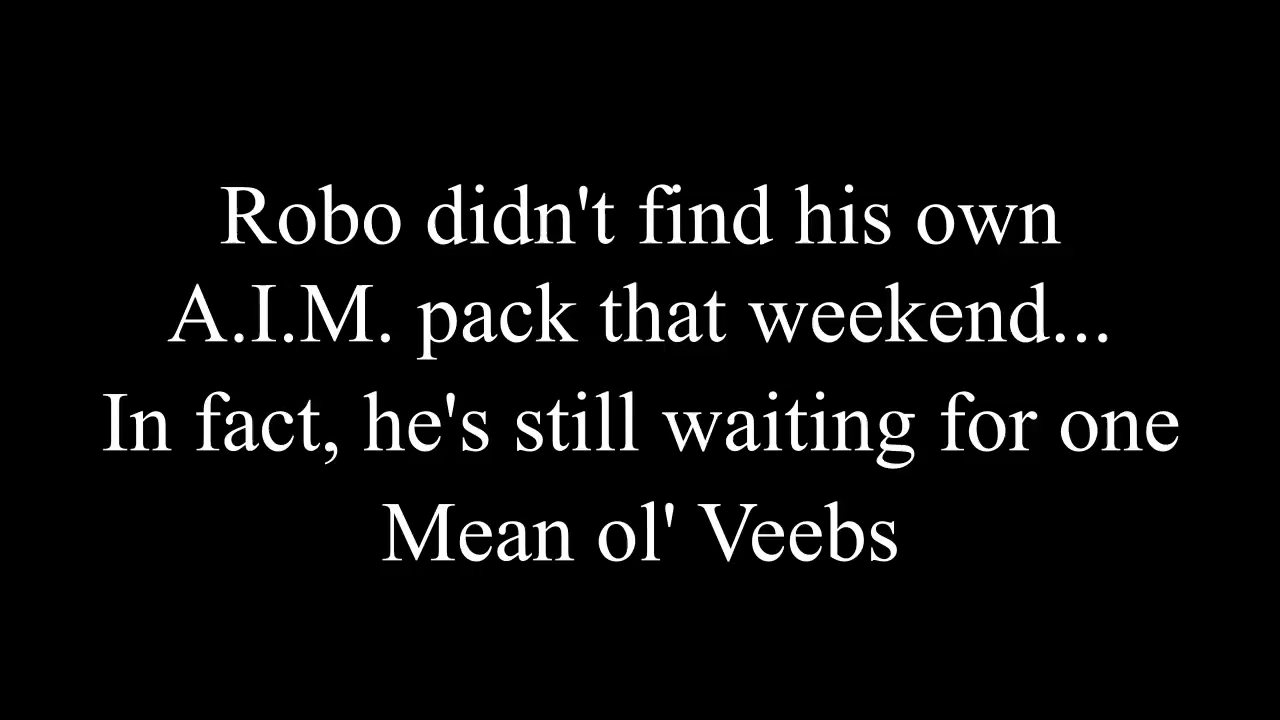 Robo didn't find his own
A.I.M. pack that weekend...
In fact, he's still waiting for one
Mean ol' Veebs